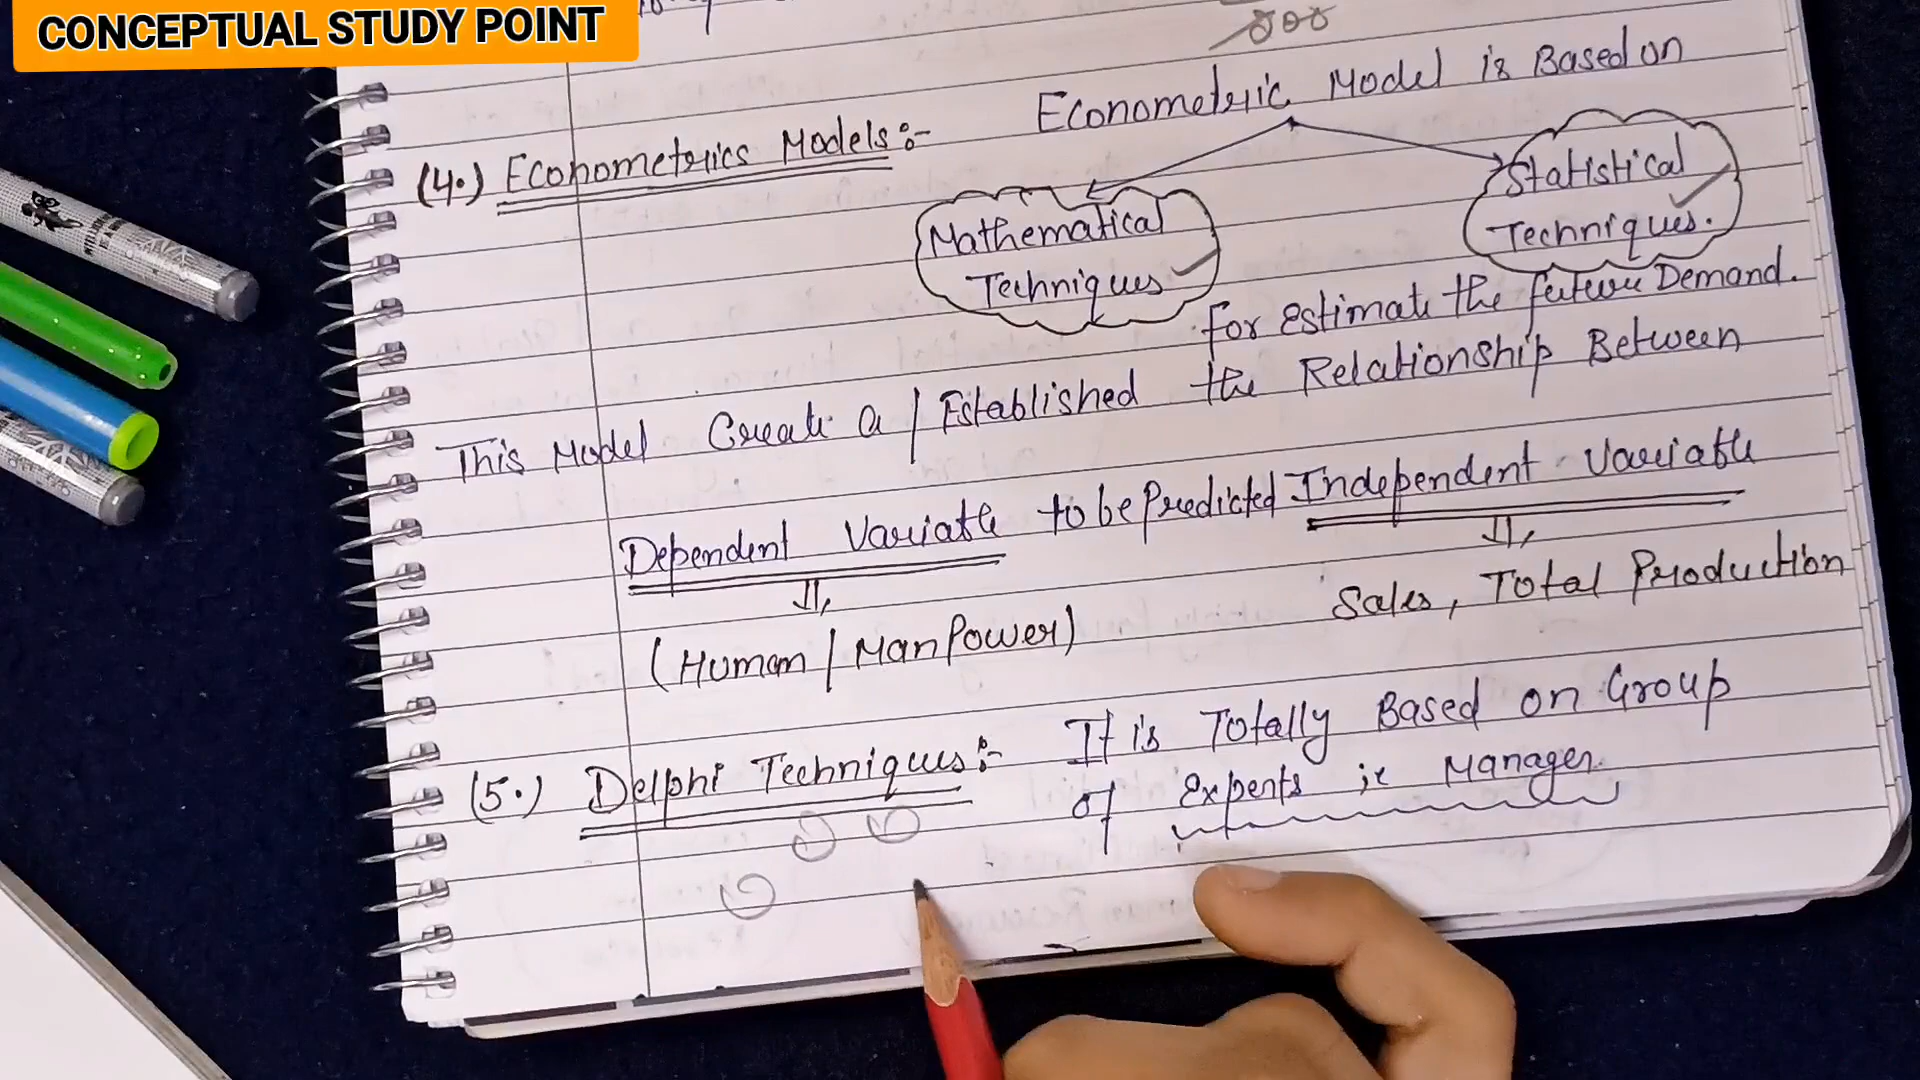 CONCEPTUAL STUDY POINT
(4.) Econometrics Models:-
Econometric Model is Based on
Mathematical
Techniques
Statistical
Techniques.
for estimate the future Demand.
This Model Create a / Established the Relationship Between
Dependent Variable to be Predicted Independent Variable
(Human / Man Power)
Sales, Total Production
(5.) Delphi Techniques:- It is Totally Based on Group
of Experts ie Manager.